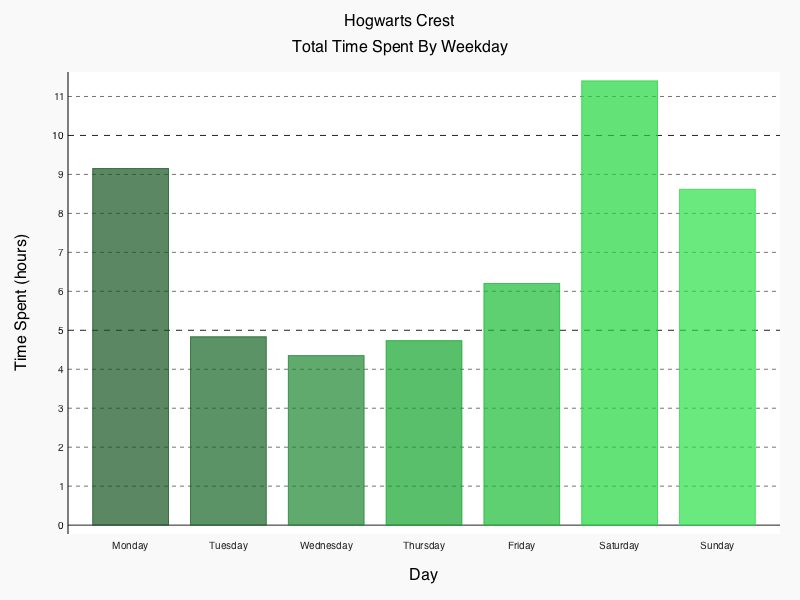 Hogwarts Crest
Total Time Spent By Weekday
Time Spent (hours)
11
10
9
8
7
6
5
4
3
2
1
0
Monday Tuesday Wednesday Thursday Friday Saturday Sunday
Day